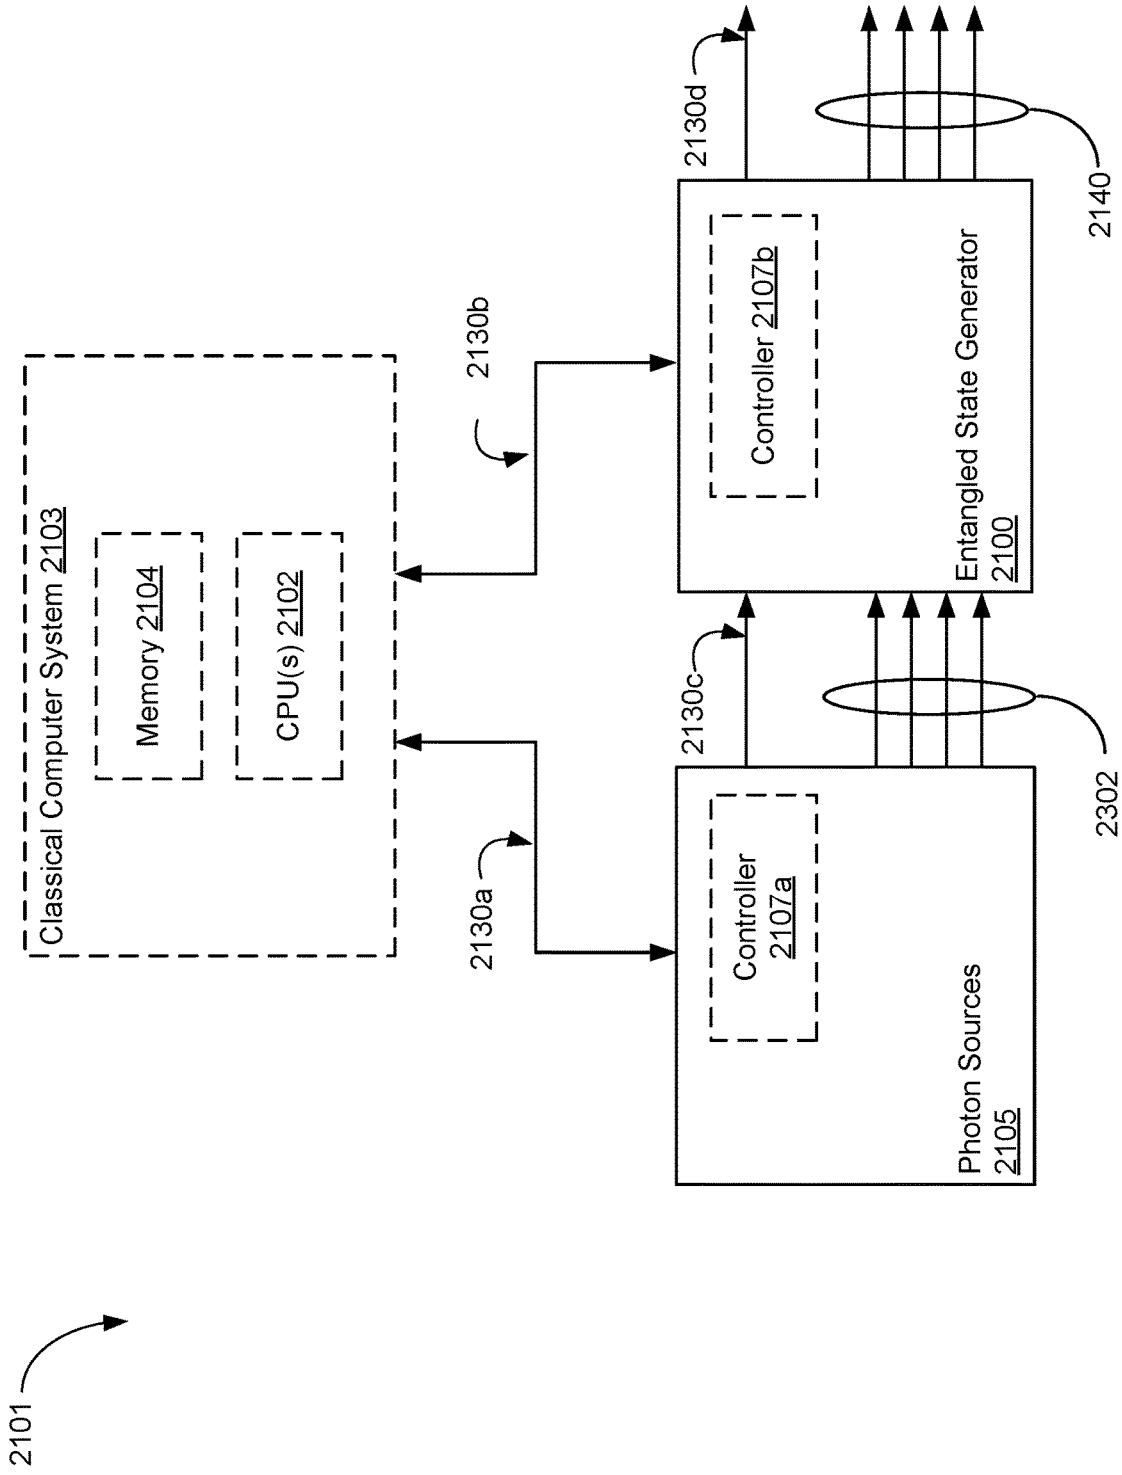 2101
Classical Computer System 2103
Memory 2104
CPU(s) 2102
2130a
2130b
2130c
2130d
Controller
2107a
Photon Sources
2105
2302
Controller 2107b
Entangled State Generator
2100
2140